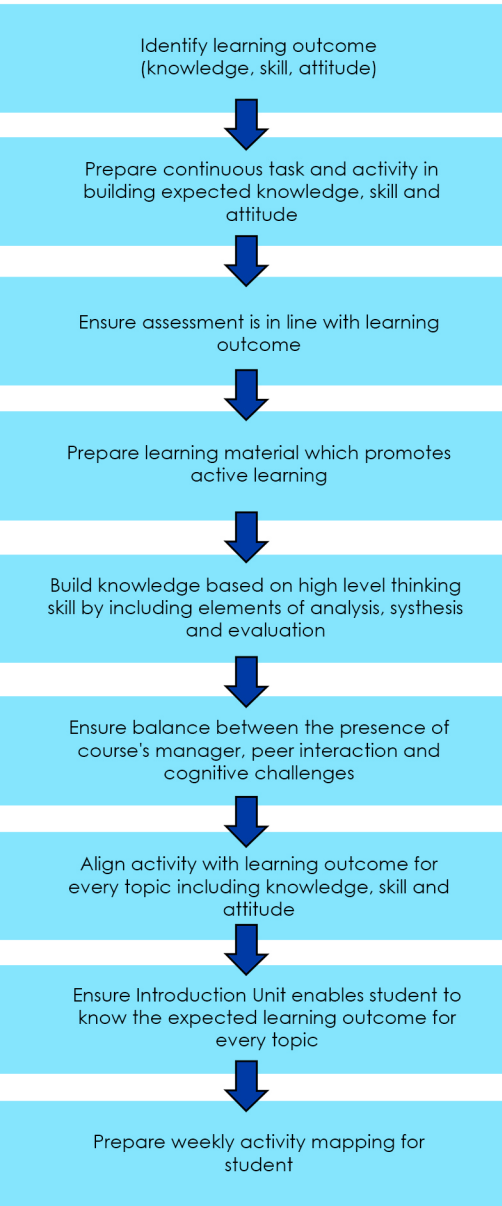 Identify learning outcome
(knowledge, skill, attitude)
Prepare continuous task and activity in
building expected knowledge, skill and
attitude
Ensure assessment is in line with learning
outcome
Prepare learning material which promotes
active learning
Build knowledge based on high level thinking
skill by including elements of analysis, systhesis
and evaluation
Ensure balance between the presence of
course's manager, peer interaction and
cognitive challenges
Align activity with learning outcome for
every topic including knowledge, skill and
attitude
Ensure Introduction Unit enables student to
know the expected learning outcome for
every topic
Prepare weekly activity mapping for
student